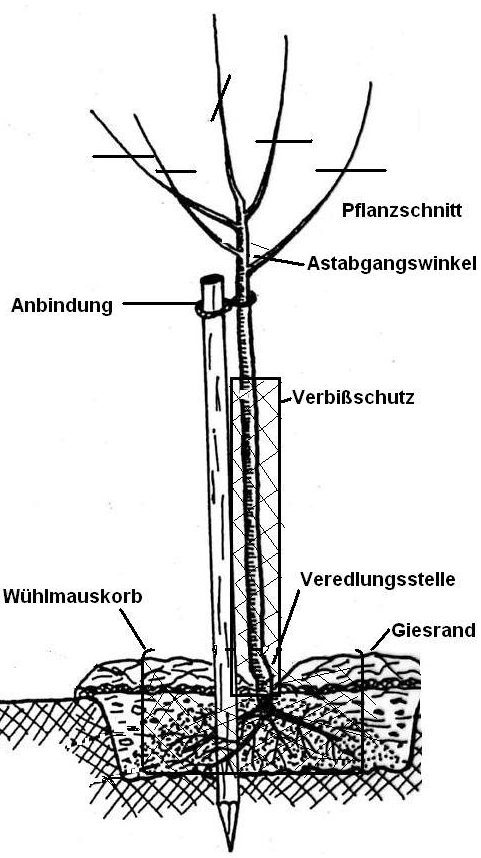 Pflanzschnitt
Astabgangswinkel
Anbindung
Verbißschutz
Veredlungsstelle
Wühlmauskorb
Giesrand